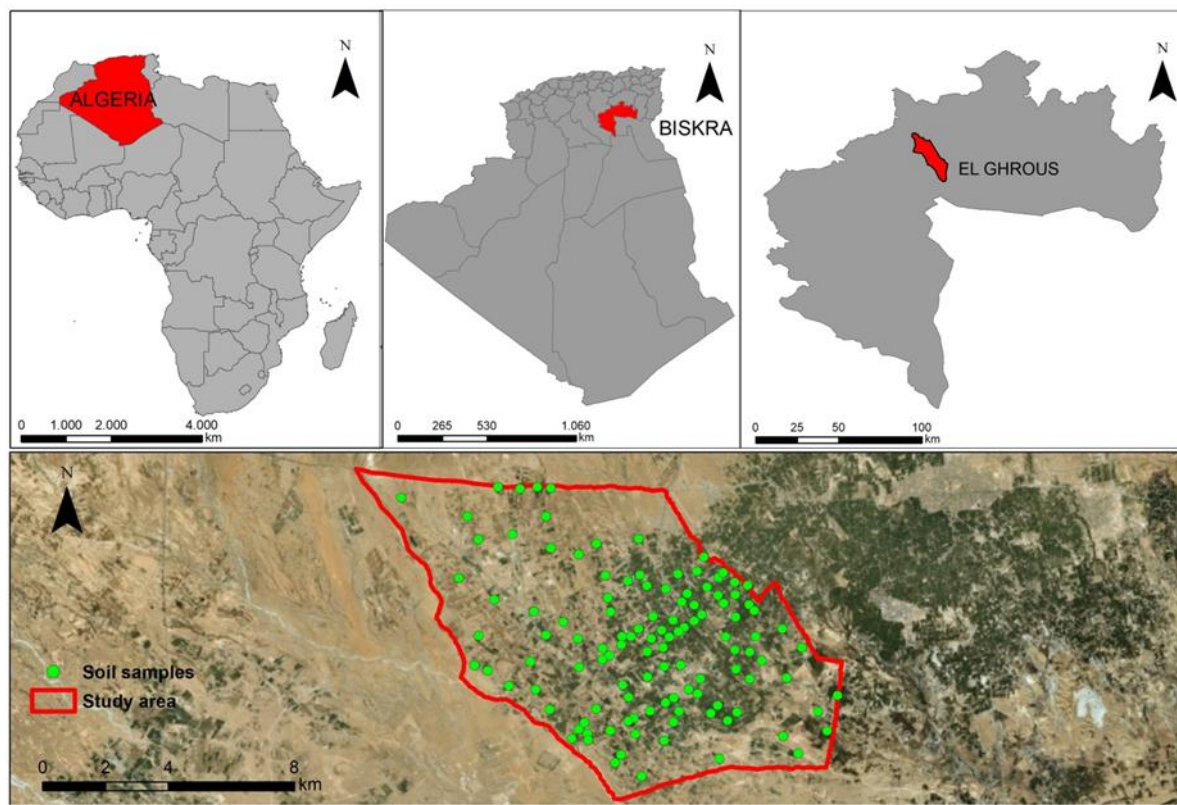 N
ALGERIA
0 1.000 2.000 4.000
km
N
BISKRA
0 265 530 1.060
km
N
EL GHROUS
0 25 50 100
km
N
Soil samples
Study area
0 2 4 8
km